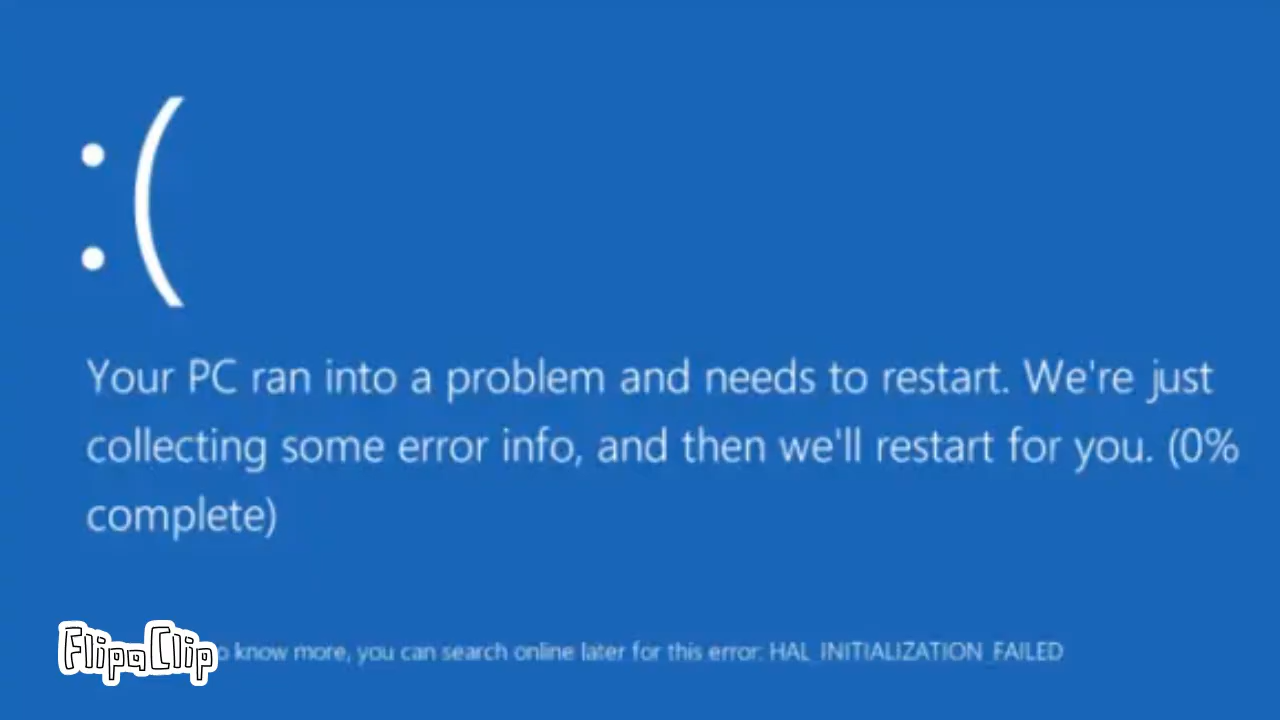 :(
Your PC ran into a problem and needs to restart. We're just
collecting some error info, and then we'll restart for you. (0%
complete)
FlipaClip
o know more, you can search online later for this error: HAL_INITIALIZATION_FAILED